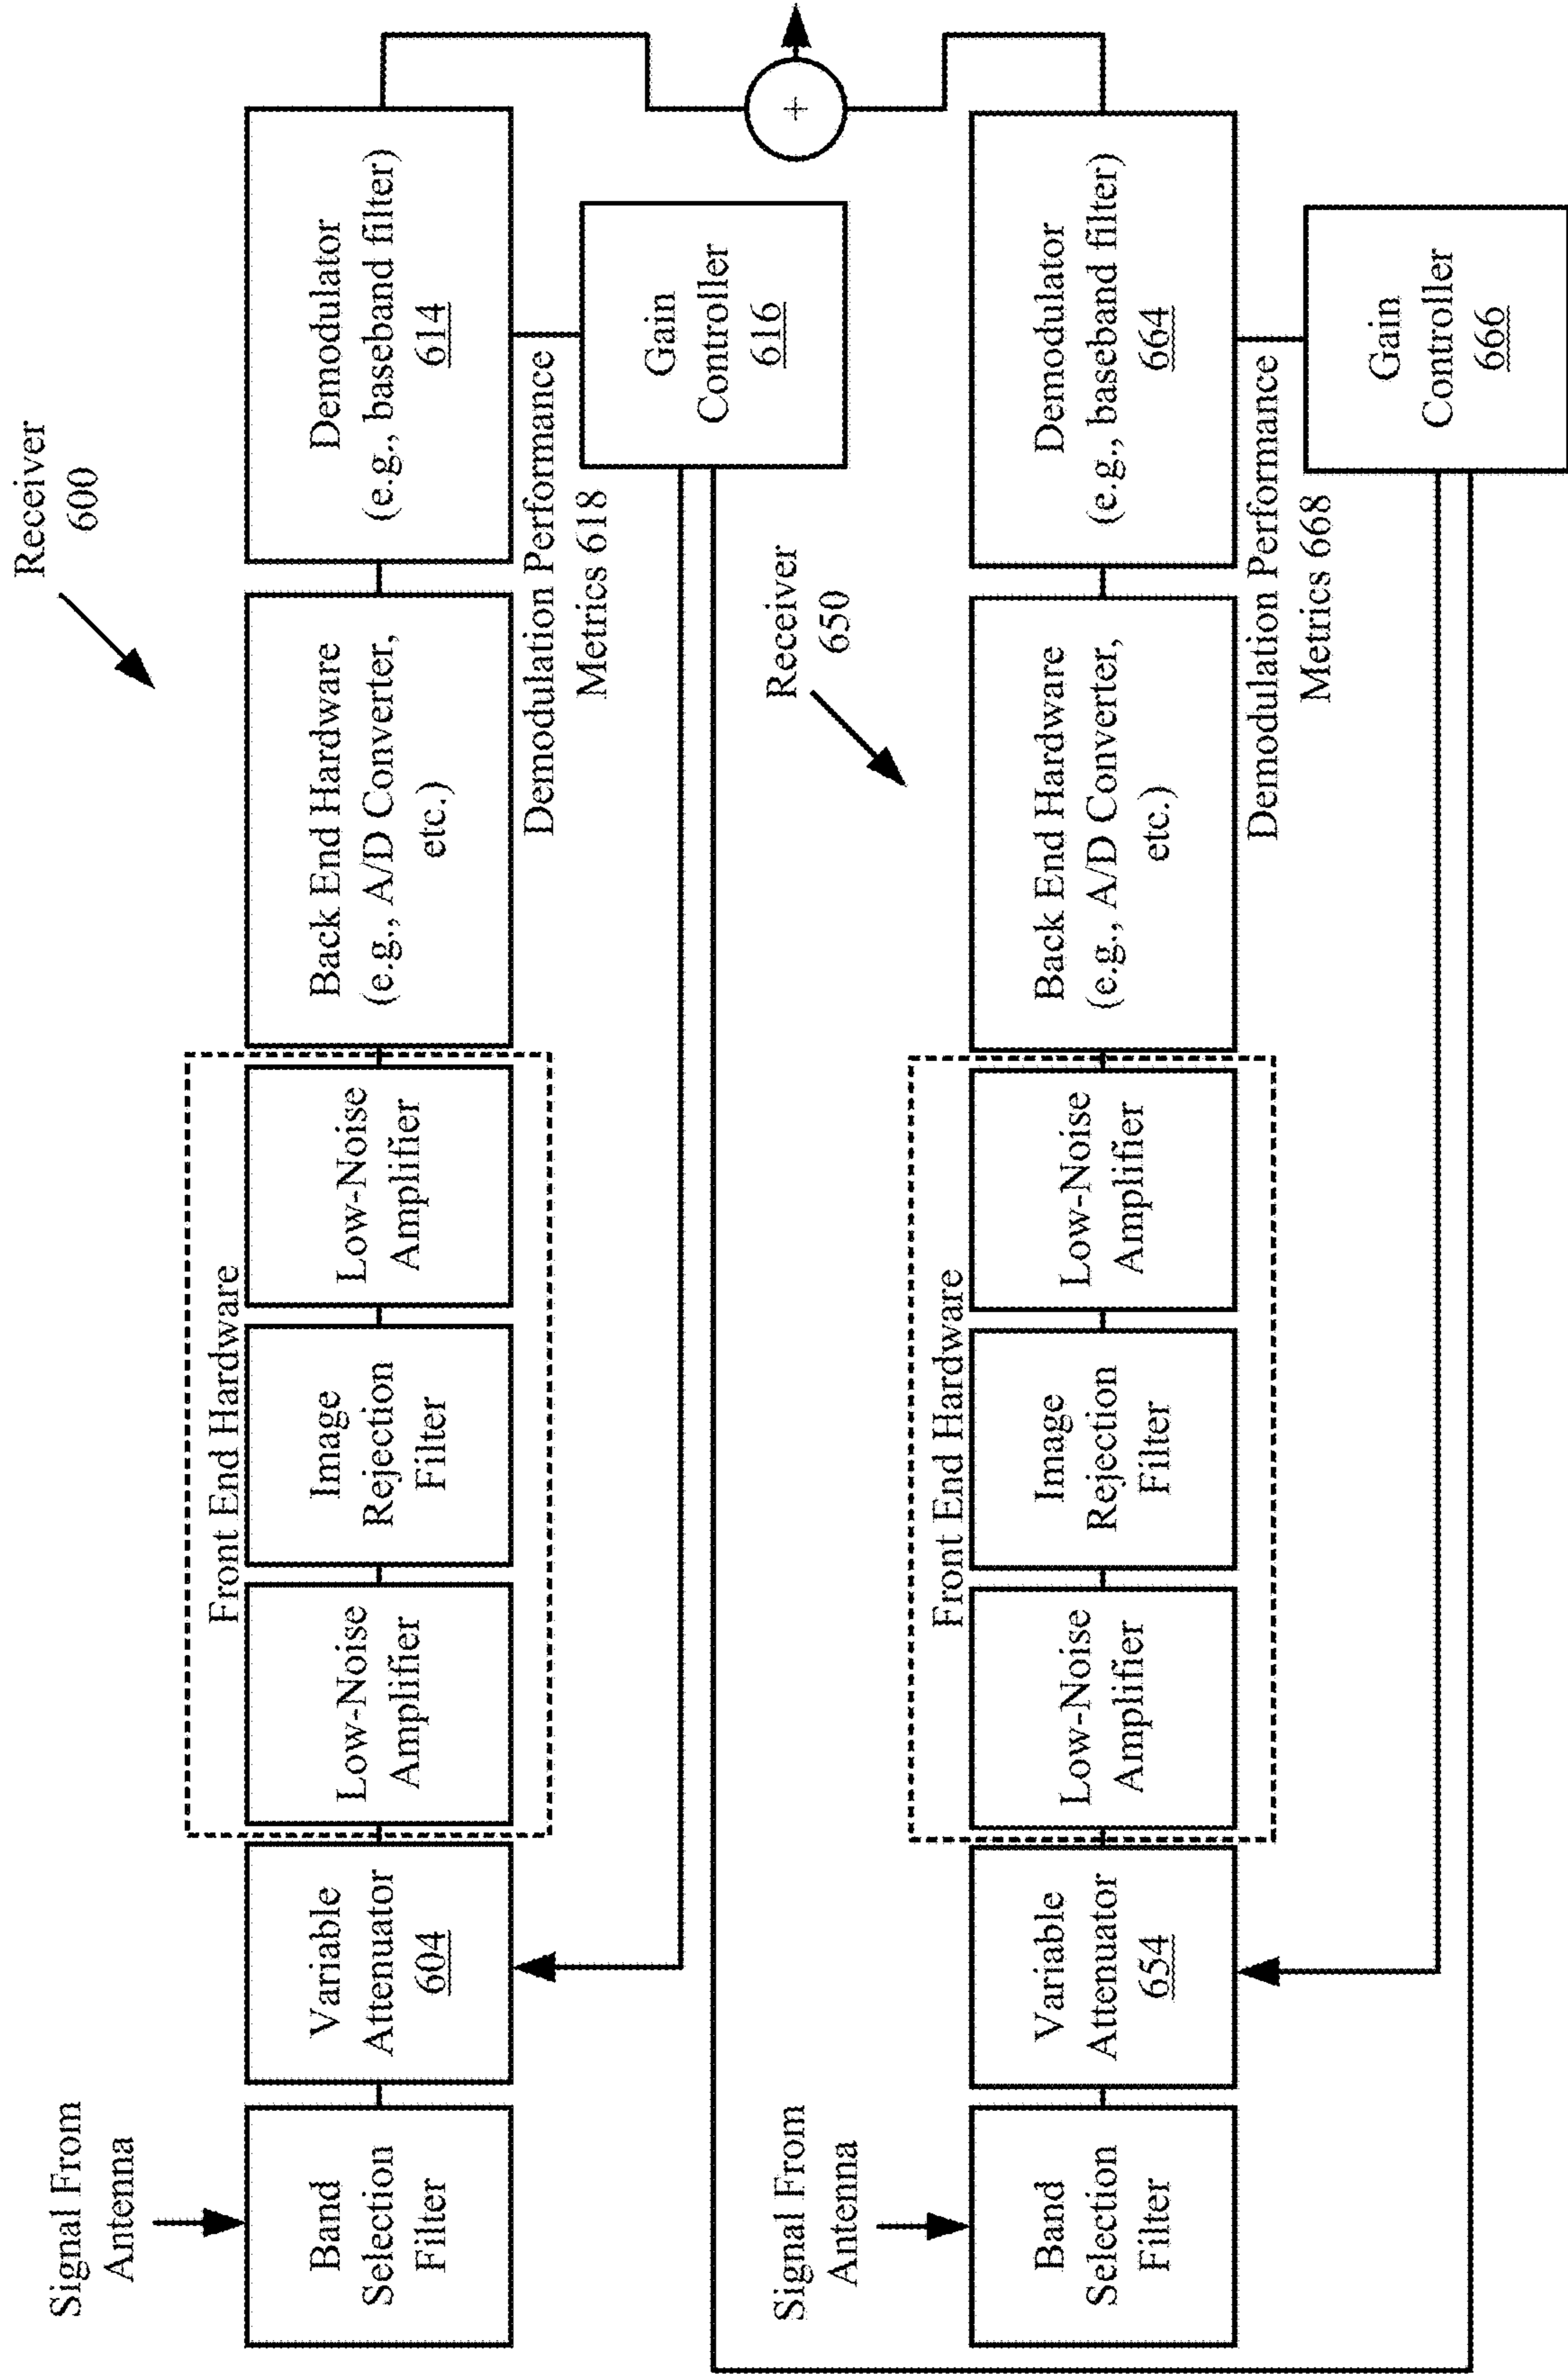 Receiver
600
Signal From
Antenna
Front End Hardware
Band
Selection
Filter
Variable
Attenuator
604
Low-Noise
Amplifier
Image
Rejection
Filter
Low-Noise
Amplifier
Back End Hardware
(e.g., A/D Converter,
etc.)
Demodulator
(e.g., baseband filter)
614
Demodulation Performance
Metrics 618
Gain
Controller
616
+
Receiver
650
Signal From
Antenna
Front End Hardware
Band
Selection
Filter
Variable
Attenuator
654
Low-Noise
Amplifier
Image
Rejection
Filter
Low-Noise
Amplifier
Back End Hardware
(e.g., A/D Converter,
etc.)
Demodulator
(e.g., baseband filter)
664
Demodulation Performance
Metrics 668
Gain
Controller
666